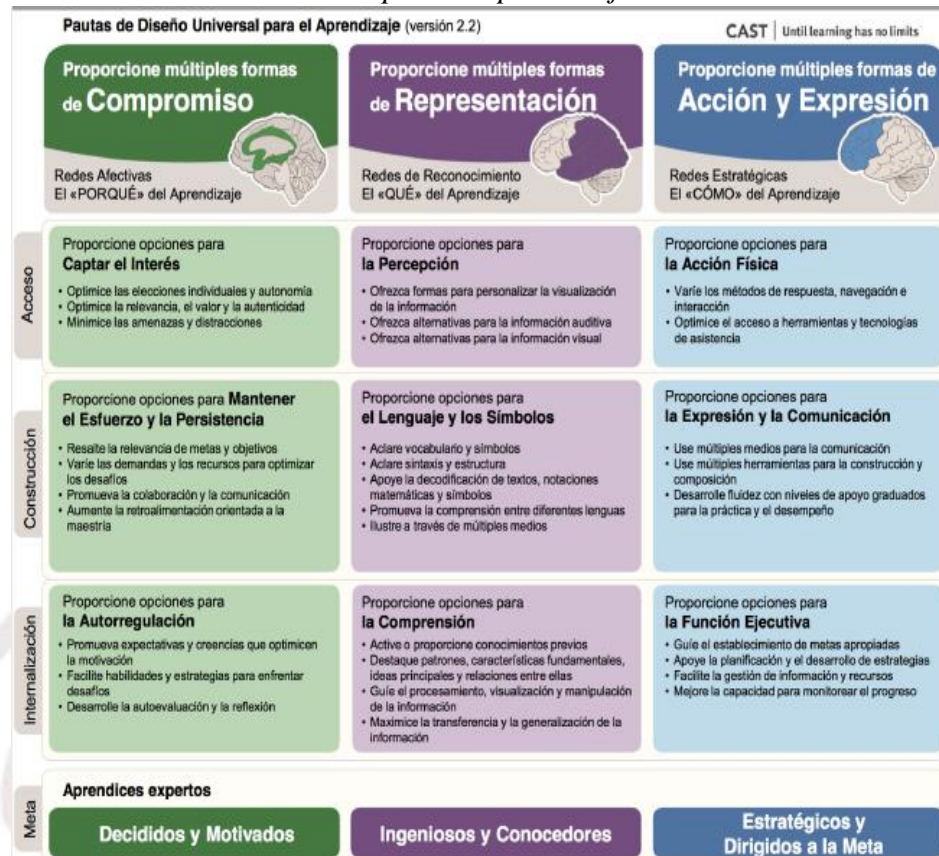 Pautas de Diseño Universal para el Aprendizaje (versión 2.2)
CAST | Until learning has no limits
Proporcione múltiples formas
de Compromiso
Redes Afectivas
El «PORQUÉ» del Aprendizaje
Proporcione múltiples formas
de Representación
Redes de Reconocimiento
El «QUÉ» del Aprendizaje
Proporcione múltiples formas de
Acción y Expresión
Redes Estratégicas
El «CÓMO» del Aprendizaje
Acceso
Proporcione opciones para
Captar el Interés
• Optimice las elecciones individuales y autonomía
• Optimice la relevancia, el valor y la autenticidad
• Minimice las amenazas y distracciones
Proporcione opciones para
la Percepción
• Ofrezca formas para personalizar la visualización
de la información
• Ofrezca alternativas para la información auditiva
• Ofrezca alternativas para la información visual
Proporcione opciones para
la Acción Física
• Varíe los métodos de respuesta, navegación e
interacción
• Optimice el acceso a herramientas y tecnologías
de asistencia
Construcción
Proporcione opciones para Mantener
el Esfuerzo y la Persistencia
• Resalte la relevancia de metas y objetivos
• Varíe las demandas y los recursos para optimizar
los desafíos
• Promueva la colaboración y la comunicación
• Aumente la retroalimentación orientada a la
maestría
Proporcione opciones para
el Lenguaje y los Símbolos
• Aclare vocabulario y símbolos
• Aclare sintaxis y estructura
• Apoye la decodificación de textos, notaciones
matemáticas y símbolos
• Promueva la comprensión entre diferentes lenguas
• Ilustre a través de múltiples medios
Proporcione opciones para
la Expresión y la Comunicación
• Use múltiples medios para la comunicación
• Use múltiples herramientas para la construcción y
composición
• Desarrolle fluidez con niveles de apoyo graduados
para la práctica y el desempeño
Internalización
Proporcione opciones para
la Autorregulación
• Promueva expectativas y creencias que optimicen
la motivación
• Facilite habilidades y estrategias para enfrentar
desafíos
• Desarrolle la autoevaluación y la reflexión
Proporcione opciones para
la Comprensión
• Active o proporcione conocimientos previos
• Destaque patrones, características fundamentales,
ideas principales y relaciones entre ellas
• Guíe el procesamiento, visualización y manipulación
de la información
• Maximice la transferencia y la generalización de la
información
Proporcione opciones para
la Función Ejecutiva
• Guíe el establecimiento de metas apropiadas
• Apoye la planificación y el desarrollo de estrategias
• Facilite la gestión de información y recursos
• Mejore la capacidad para monitorear el progreso
Meta
Aprendices expertos
Decididos y Motivados
Ingeniosos y Conocedores
Estratégicos y
Dirigidos a la Meta